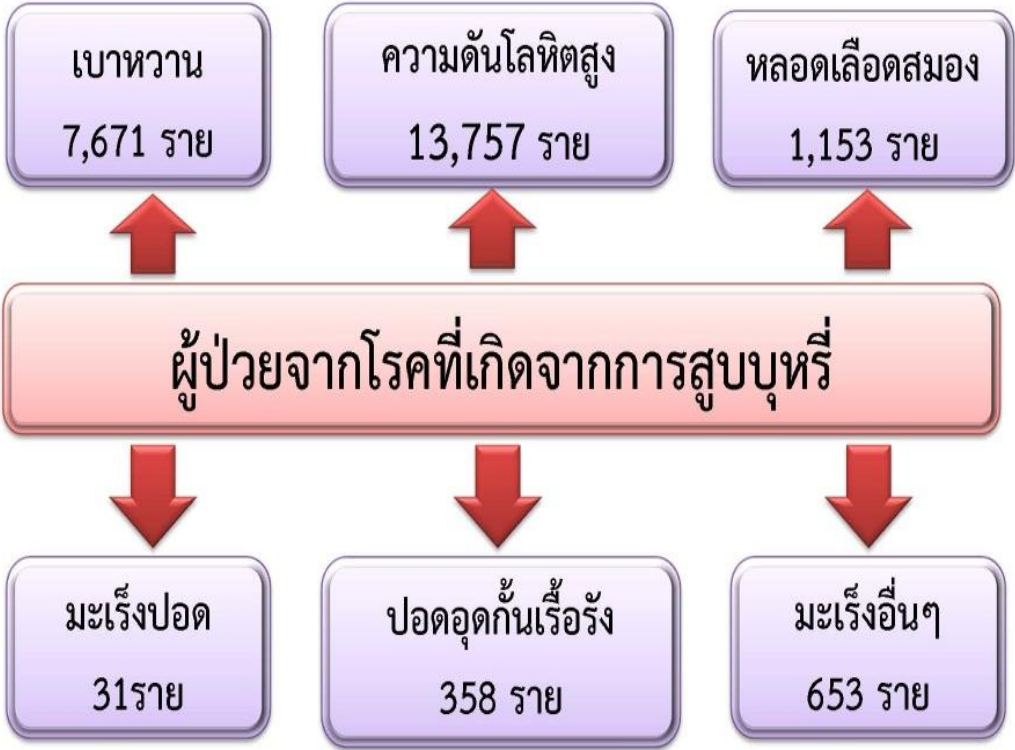 เบาหวาน
7,671 ราย
ความดันโลหิตสูง
13,757 ราย
หลอดเลือดสมอง
1,153 ราย
ผู้ป่วยจากโรคที่เกิดจากการสูบบุหรี่
มะเร็งปอด
31ราย
ปอดอุดกั้นเรื้อรัง
358 ราย
มะเร็งอื่นๆ
653 ราย